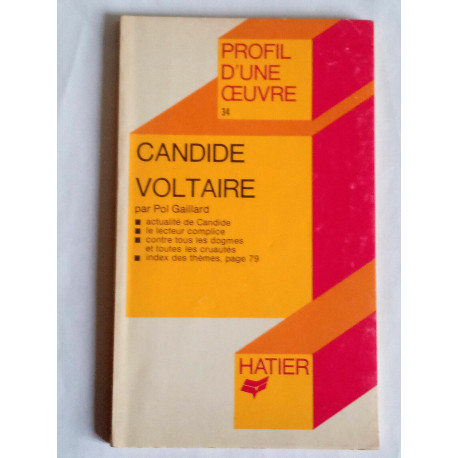 PROFIL
D'UNE
ŒUVRE
34
CANDIDE
VOLTAIRE
par Pol Gaillard
■ actualité de Candide
■ le lecteur complice
■ contre tous les dogmes
et toutes les cruautés
■ index des thèmes, page 79
HATIER